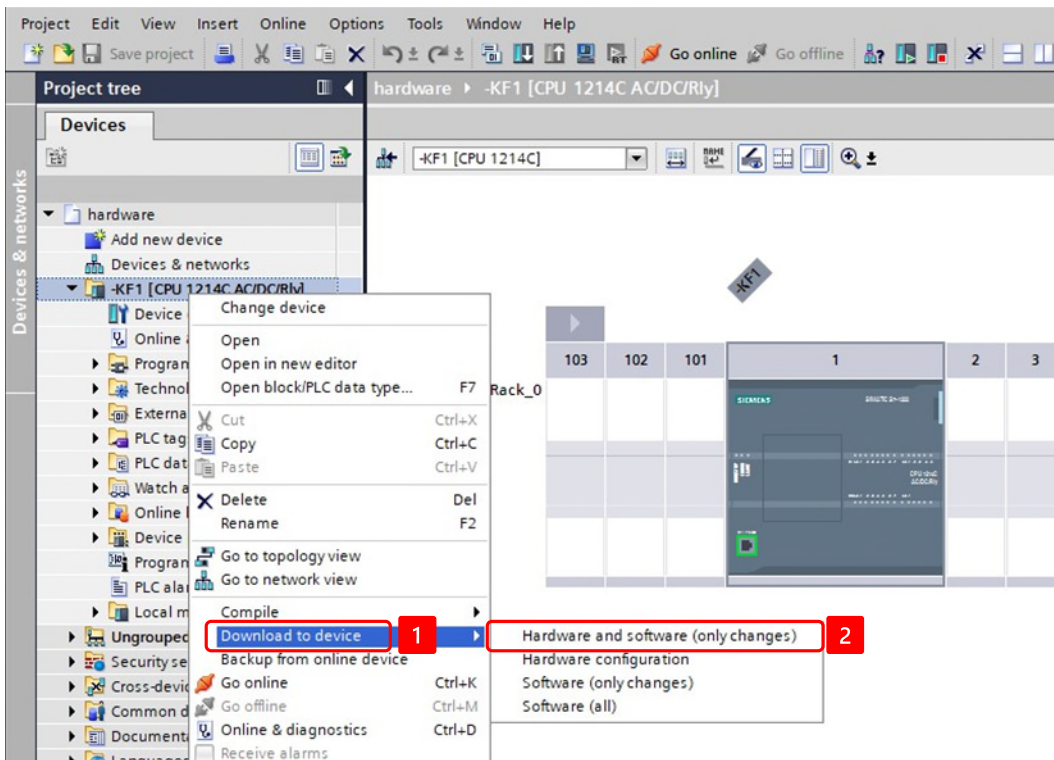 Project Edit View Insert Online Options Tools Window Help
Save project Go online Go offline
Project tree
hardware -KF1 [CPU 1214C AC/DC/Rly]
Devices
-KF1 [CPU 1214C]
Devices & networks
hardware
Add new device
Devices & networks
-KF1 [CPU 1214C AC/DC/Rly]
Device
Online
Program
Technol
Externa
PLC tag
PLC dat
Watch a
Online
Device
Program
PLC alar
Local m
Ungrouped
Security se
Cross-devic
Common d
Documenta
Languages
Change device
Open
Open in new editor
Open block/PLC data type... F7
Cut Ctrl+X
Copy Ctrl+C
Paste Ctrl+V
Delete Del
Rename F2
Go to topology view
Go to network view
Compile
Download to device 1
Backup from online device
Go online Ctrl+K
Go offline Ctrl+M
Online & diagnostics Ctrl+D
Receive alarms
Hardware and software (only changes) 2
Hardware configuration
Software (only changes)
Software (all)
-KF1
103 102 101 1 2 3
Rack_0
SIEMENS